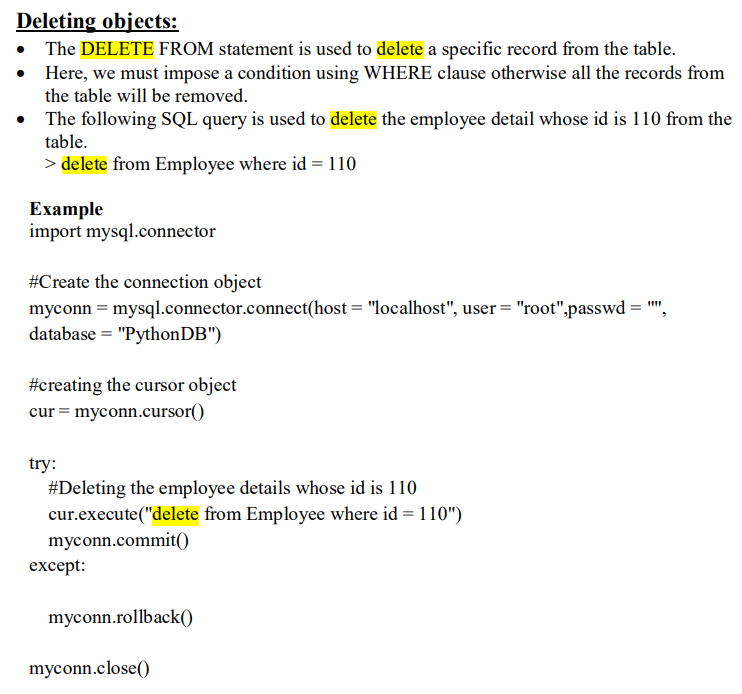 Deleting objects:
• The DELETE FROM statement is used to delete a specific record from the table.
• Here, we must impose a condition using WHERE clause otherwise all the records from
the table will be removed.
• The following SQL query is used to delete the employee detail whose id is 110 from the
table.
> delete from Employee where id = 110
Example
import mysql.connector
#Create the connection object
myconn = mysql.connector.connect(host = "localhost", user = "root",passwd = "",
database = "PythonDB")
#creating the cursor object
cur = myconn.cursor()
try:
#Deleting the employee details whose id is 110
cur.execute("delete from Employee where id = 110")
myconn.commit()
except:
myconn.rollback()
myconn.close()